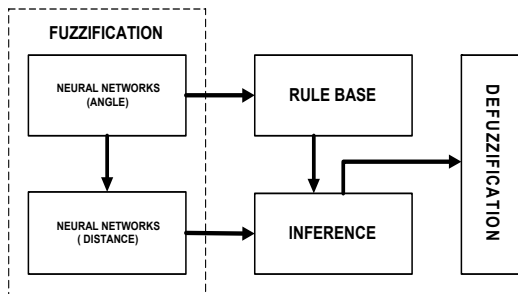 FUZZIFICATION
NEURAL NETWORKS
(ANGLE)
RULE BASE
NEURAL NETWORKS
( DISTANCE)
INFERENCE
DEFUZZIFICATION